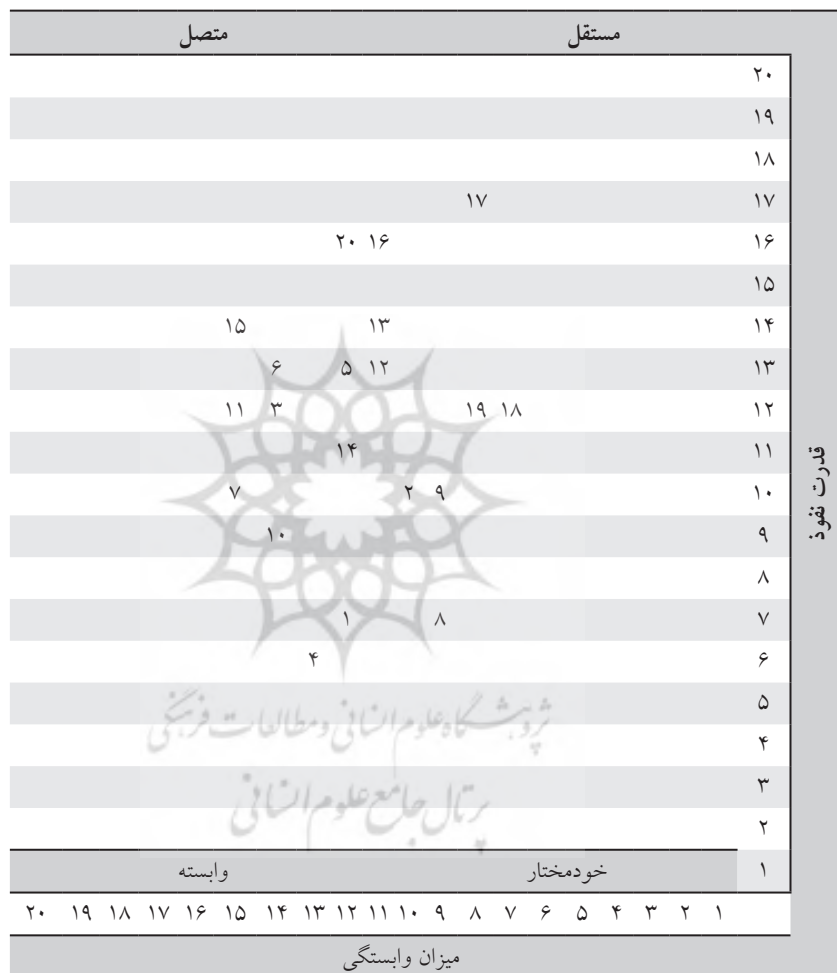 مستقل متصل
۲۰
۱۹
۱۸
۱۷ ۱۷
۱۶ ۱۶ ۲۰
۱۵
۱۴ ۱۳ ۱۵
۱۳ ۱۲ ۵ ۶
۱۲ ۱۸ ۱۹ ۳ ۱۱
۱۱ ۱۴
۱۰ ۹ ۲ ۷
۹ ۱۰
۸
۷ ۸ ۱
۶ ۴
۵
۴
۳
۲
۱ خودمختار وابسته
۱ ۲ ۳ ۴ ۵ ۶ ۷ ۸ ۹ ۱۰ ۱۱ ۱۲ ۱۳ ۱۴ ۱۵ ۱۶ ۱۷ ۱۸ ۱۹ ۲۰
میزان وابستگی
قدرت نفوذ
پژوهشگاه علوم انسانی و مطالعات فرهنگی
پرتال جامع علوم انسانی